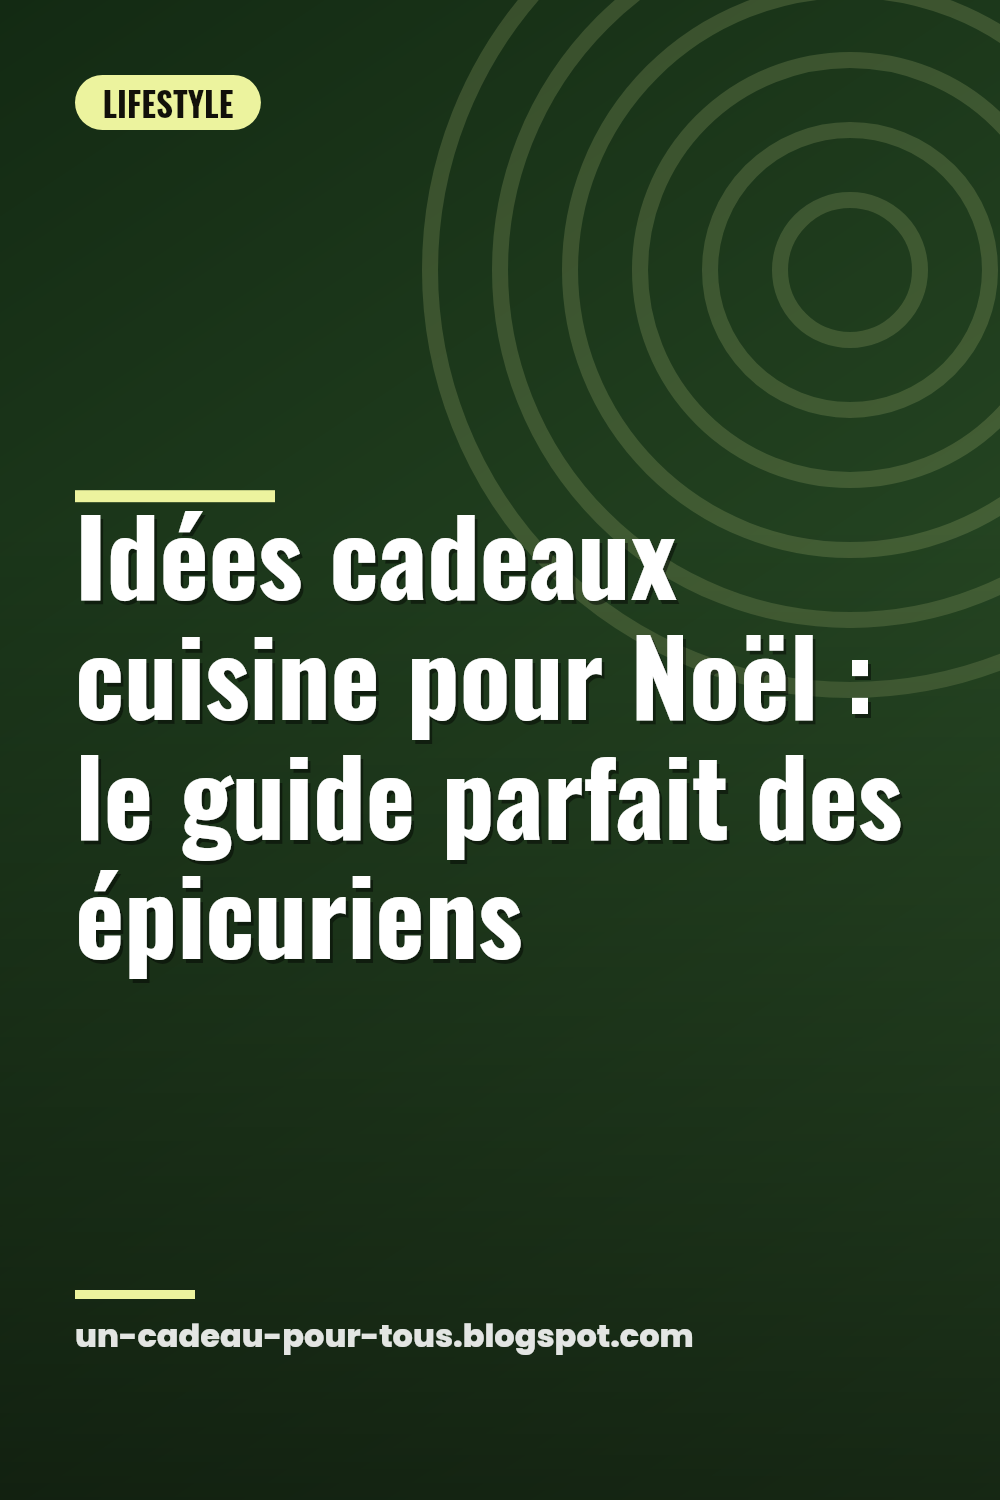 LIFESTYLE
Idées cadeaux
cuisine pour Noël :
le guide parfait des
épicuriens
un-cadeau-pour-tous.blogspot.com